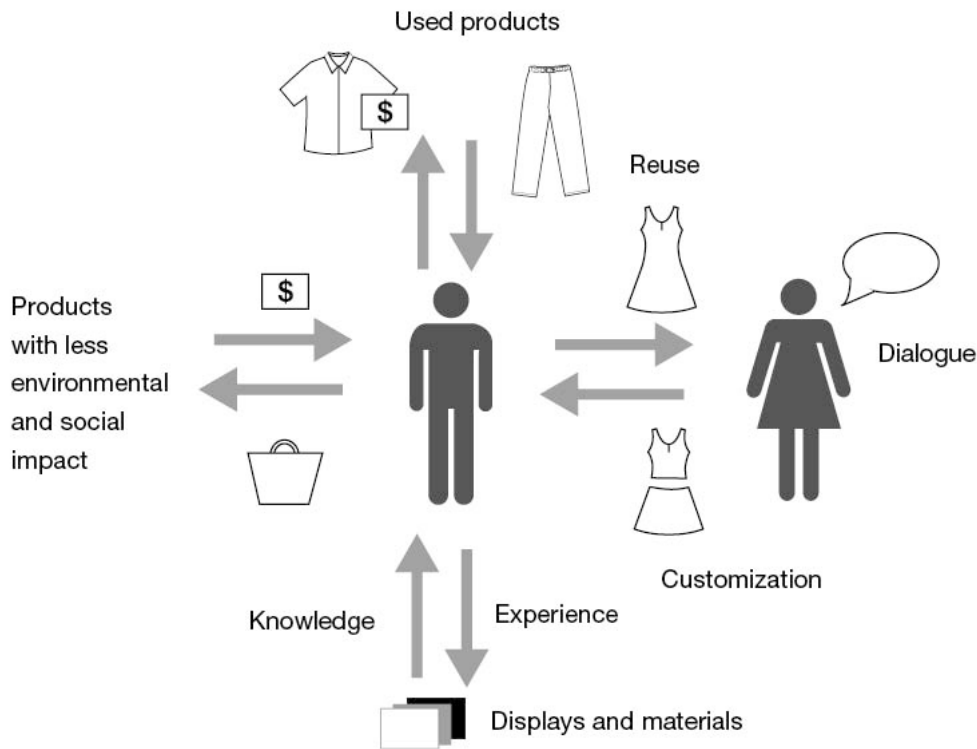 Used products
$
Reuse
$
Products
with less
environmental
and social
impact
Dialogue
Customization
Knowledge
Experience
Displays and materials